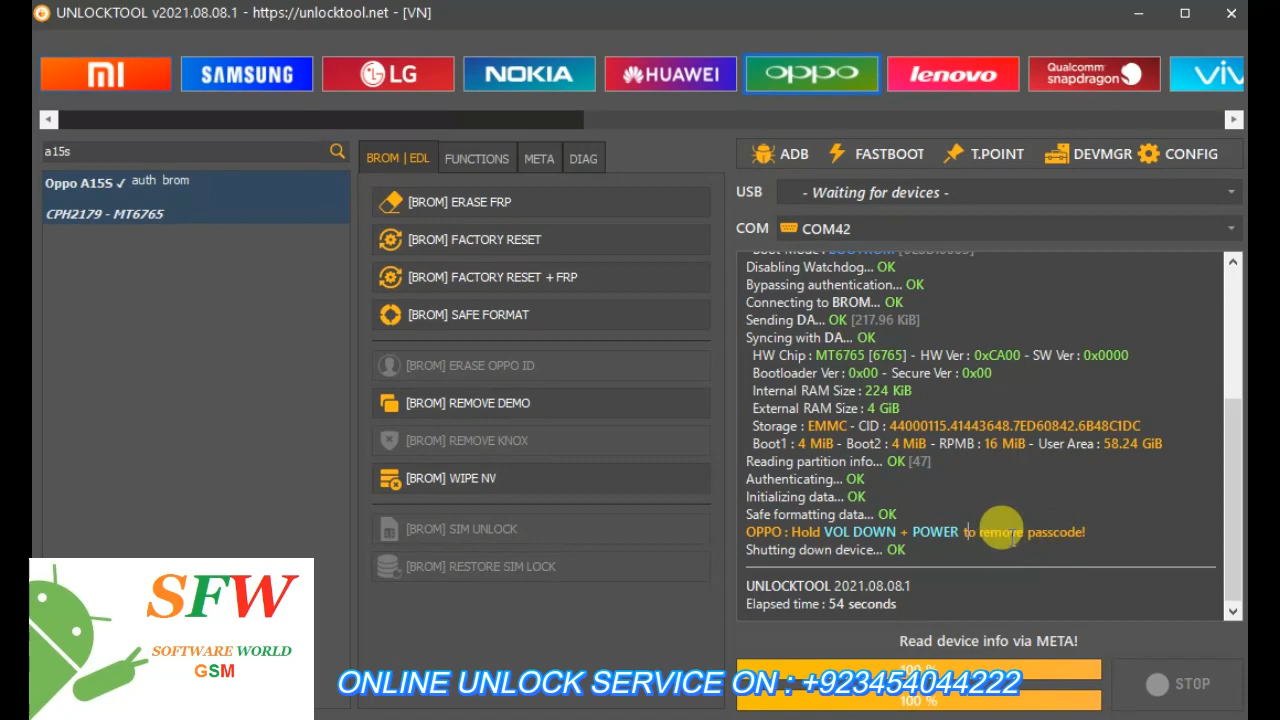 UNLOCKTOOL v2021.08.08.1 - https://unlocktool.net - [VN]
SAMSUNG
LG
NOKIA
HUAWEI
oppo
lenovo
Qualcomm snapdragon
a15s
Oppo A15S ✓ auth brom
CPH2179 - MT6765
BROM | EDL
FUNCTIONS
META
DIAG
[BROM] ERASE FRP
[BROM] FACTORY RESET
[BROM] FACTORY RESET + FRP
[BROM] SAFE FORMAT
[BROM] ERASE OPPO ID
[BROM] REMOVE DEMO
[BROM] REMOVE KNOX
[BROM] WIPE NV
[BROM] SIM UNLOCK
[BROM] RESTORE SIM LOCK
ADB
FASTBOOT
T.POINT
DEVMGR
CONFIG
USB - Waiting for devices -
COM COM42
Disabling Watchdog... OK
Bypassing authentication... OK
Connecting to BROM... OK
Sending DA... OK [217.96 KiB]
Syncing with DA... OK
HW Chip : MT6765 [6765] - HW Ver : 0xCA00 - SW Ver : 0x0000
Bootloader Ver : 0x00 - Secure Ver : 0x00
Internal RAM Size : 224 KiB
External RAM Size : 4 GiB
Storage : EMMC - CID : 44000115.41443648.7ED60842.6B48C1DC
Boot1 : 4 MiB - Boot2 : 4 MiB - RPMB : 16 MiB - User Area : 58.24 GiB
Reading partition info... OK [47]
Authenticating... OK
Initializing data... OK
Safe formatting data... OK
OPPO : Hold VOL DOWN + POWER to remove passcode!
Shutting down device... OK
UNLOCKTOOL 2021.08.08.1
Elapsed time : 54 seconds
Read device info via META!
100 %
100 %
STOP
SFW
SOFTWARE WORLD
GSM
ONLINE UNLOCK SERVICE ON : +923454044222